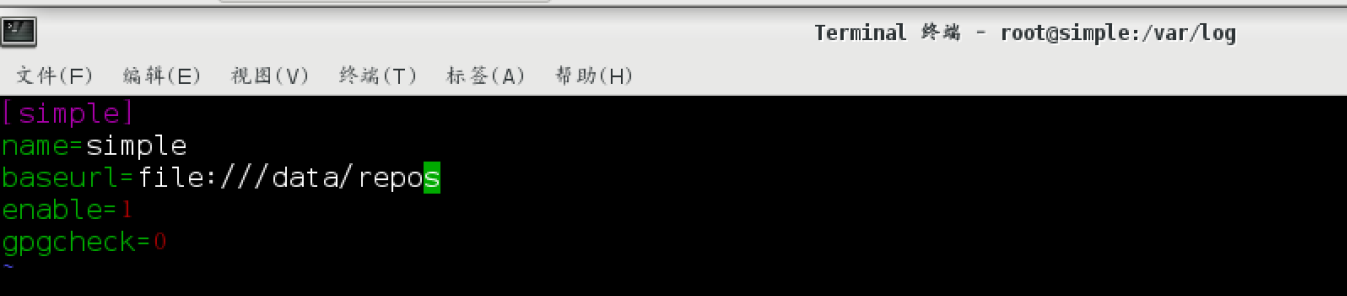 Terminal 终端 - root@simple:/var/log
文件(F) 编辑(E) 视图(V) 终端(T) 标签(A) 帮助(H)
[simple]
name=simple
baseurl=file:///data/repos
enable=1
gpgcheck=0
~